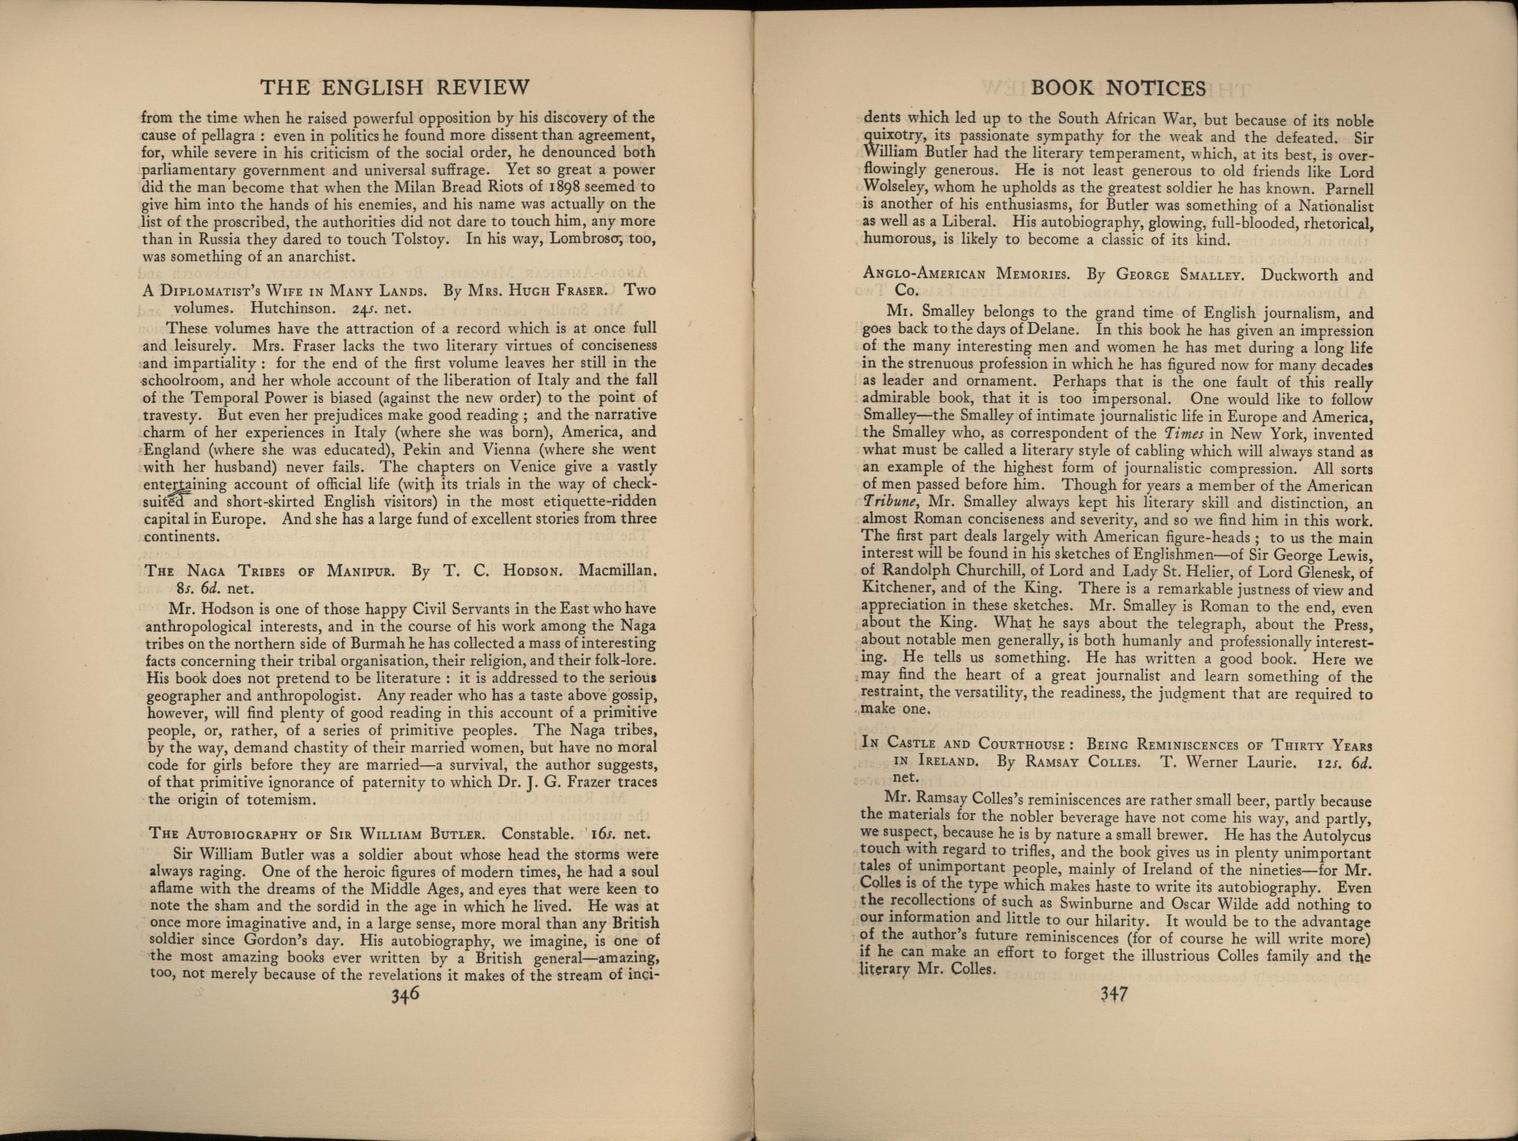 THE ENGLISH REVIEW
from the time when he raised powerful opposition by his discovery of the
cause of pellagra : even in politics he found more dissent than agreement,
for, while severe in his criticism of the social order, he denounced both
parliamentary government and universal suffrage. Yet so great a power
did the man become that when the Milan Bread Riots of 1898 seemed to
give him into the hands of his enemies, and his name was actually on the
list of the proscribed, the authorities did not dare to touch him, any more
than in Russia they dared to touch Tolstoy. In his way, Lombroso, too,
was something of an anarchist.
A Diplomatist's Wife in Many Lands. By Mrs. Hugh Fraser. Two
volumes. Hutchinson. 24s. net.
These volumes have the attraction of a record which is at once full
and leisurely. Mrs. Fraser lacks the two literary virtues of conciseness
and impartiality : for the end of the first volume leaves her still in the
schoolroom, and her whole account of the liberation of Italy and the fall
of the Temporal Power is biased (against the new order) to the point of
travesty. But even her prejudices make good reading ; and the narrative
charm of her experiences in Italy (where she was born), America, and
England (where she was educated), Pekin and Vienna (where she went
with her husband) never fails. The chapters on Venice give a vastly
entertaining account of official life (with its trials in the way of check-
suited and short-skirted English visitors) in the most etiquette-ridden
capital in Europe. And she has a large fund of excellent stories from three
continents.
The Naga Tribes of Manipur. By T. C. Hodson. Macmillan.
8s. 6d. net.
Mr. Hodson is one of those happy Civil Servants in the East who have
anthropological interests, and in the course of his work among the Naga
tribes on the northern side of Burmah he has collected a mass of interesting
facts concerning their tribal organisation, their religion, and their folk-lore.
His book does not pretend to be literature : it is addressed to the serious
geographer and anthropologist. Any reader who has a taste above gossip,
however, will find plenty of good reading in this account of a primitive
people, or, rather, of a series of primitive peoples. The Naga tribes,
by the way, demand chastity of their married women, but have no moral
code for girls before they are married—a survival, the author suggests,
of that primitive ignorance of paternity to which Dr. J. G. Frazer traces
the origin of totemism.
The Autobiography of Sir William Butler. Constable. 16s. net.
Sir William Butler was a soldier about whose head the storms were
always raging. One of the heroic figures of modern times, he had a soul
aflame with the dreams of the Middle Ages, and eyes that were keen to
note the sham and the sordid in the age in which he lived. He was at
once more imaginative and, in a large sense, more moral than any British
soldier since Gordon's day. His autobiography, we imagine, is one of
the most amazing books ever written by a British general—amazing,
too, not merely because of the revelations it makes of the stream of inci-
346
BOOK NOTICES
dents which led up to the South African War, but because of its noble
quixotry, its passionate sympathy for the weak and the defeated. Sir
William Butler had the literary temperament, which, at its best, is over-
flowingly generous. He is not least generous to old friends like Lord
Wolseley, whom he upholds as the greatest soldier he has known. Parnell
is another of his enthusiasms, for Butler was something of a Nationalist
as well as a Liberal. His autobiography, glowing, full-blooded, rhetorical,
humorous, is likely to become a classic of its kind.
Anglo-American Memories. By George Smalley. Duckworth and
Co.
Mr. Smalley belongs to the grand time of English journalism, and
goes back to the days of Delane. In this book he has given an impression
of the many interesting men and women he has met during a long life
in the strenuous profession in which he has figured now for many decades
as leader and ornament. Perhaps that is the one fault of this really
admirable book, that it is too impersonal. One would like to follow
Smalley—the Smalley of intimate journalistic life in Europe and America,
the Smalley who, as correspondent of the Times in New York, invented
what must be called a literary style of cabling which will always stand as
an example of the highest form of journalistic compression. All sorts
of men passed before him. Though for years a member of the American
Tribune, Mr. Smalley always kept his literary skill and distinction, an
almost Roman conciseness and severity, and so we find him in this work.
The first part deals largely with American figure-heads ; to us the main
interest will be found in his sketches of Englishmen—of Sir George Lewis,
of Randolph Churchill, of Lord and Lady St. Helier, of Lord Glenesk, of
Kitchener, and of the King. There is a remarkable justness of view and
appreciation in these sketches. Mr. Smalley is Roman to the end, even
about the King. What he says about the telegraph, about the Press,
about notable men generally, is both humanly and professionally interest-
ing. He tells us something. He has written a good book. Here we
may find the heart of a great journalist and learn something of the
restraint, the versatility, the readiness, the judgment that are required to
make one.
In Castle and Courthouse : Being Reminiscences of Thirty Years
in Ireland. By Ramsay Colles. T. Werner Laurie. 12s. 6d.
net.
Mr. Ramsay Colles's reminiscences are rather small beer, partly because
the materials for the nobler beverage have not come his way, and partly,
we suspect, because he is by nature a small brewer. He has the Autolycus
touch with regard to trifles, and the book gives us in plenty unimportant
tales of unimportant people, mainly of Ireland of the nineties—for Mr.
Colles is of the type which makes haste to write its autobiography. Even
the recollections of such as Swinburne and Oscar Wilde add nothing to
our information and little to our hilarity. It would be to the advantage
of the author's future reminiscences (for of course he will write more)
if he can make an effort to forget the illustrious Colles family and the
literary Mr. Colles.
347